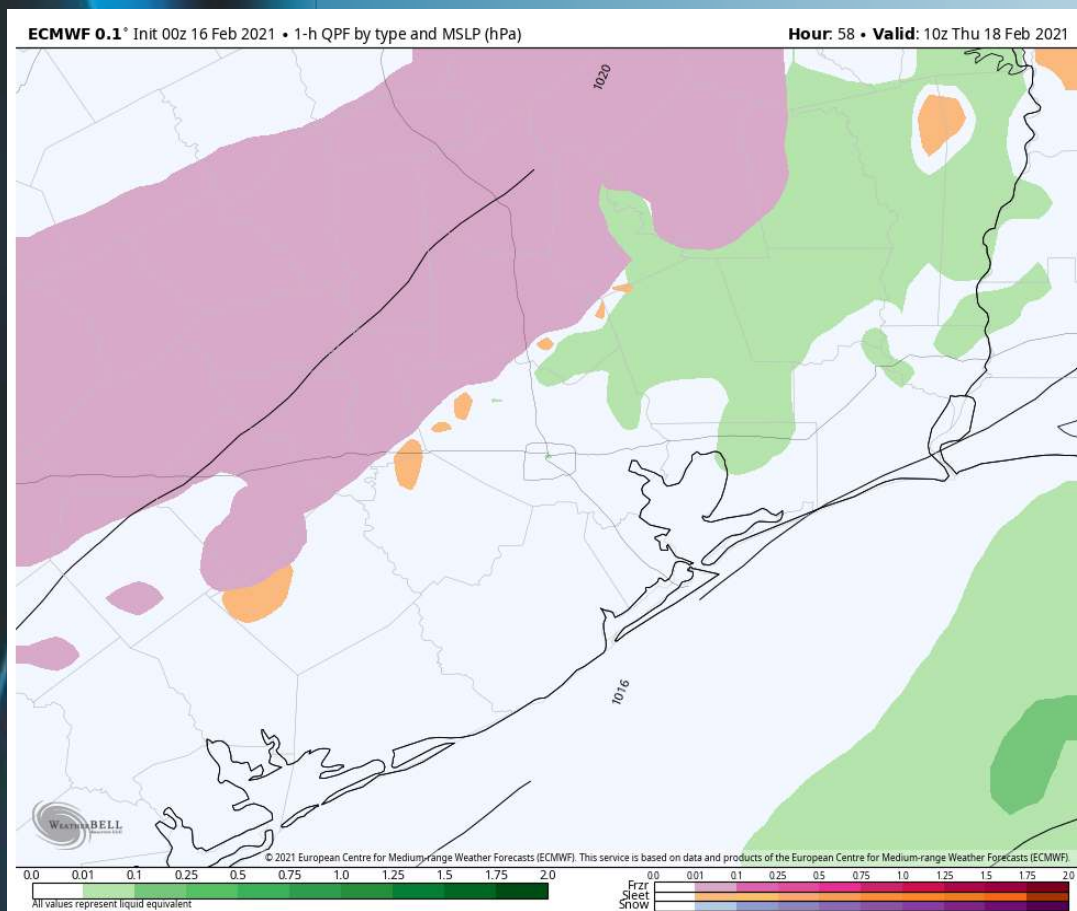 ECMWF 0.1° Init 00z 16 Feb 2021 • 1-h QPF by type and MSLP (hPa)
Hour: 58 • Valid: 10z Thu 18 Feb 2021
1020
1016
WEATHERBELL
© 2021 European Centre for Medium-range Weather Forecasts (ECMWF). This service is based on data and products of the European Centre for Medium-range Weather Forecasts (ECMWF).
0.0 0.01 0.1 0.25 0.5 0.75 1.0 1.25 1.5 1.75 2.0
All values represent liquid equivalent
0.0 0.01 0.1 0.25 0.5 0.75 1.0 1.25 1.5 1.75 2.0
Frzr
Sleet
Snow